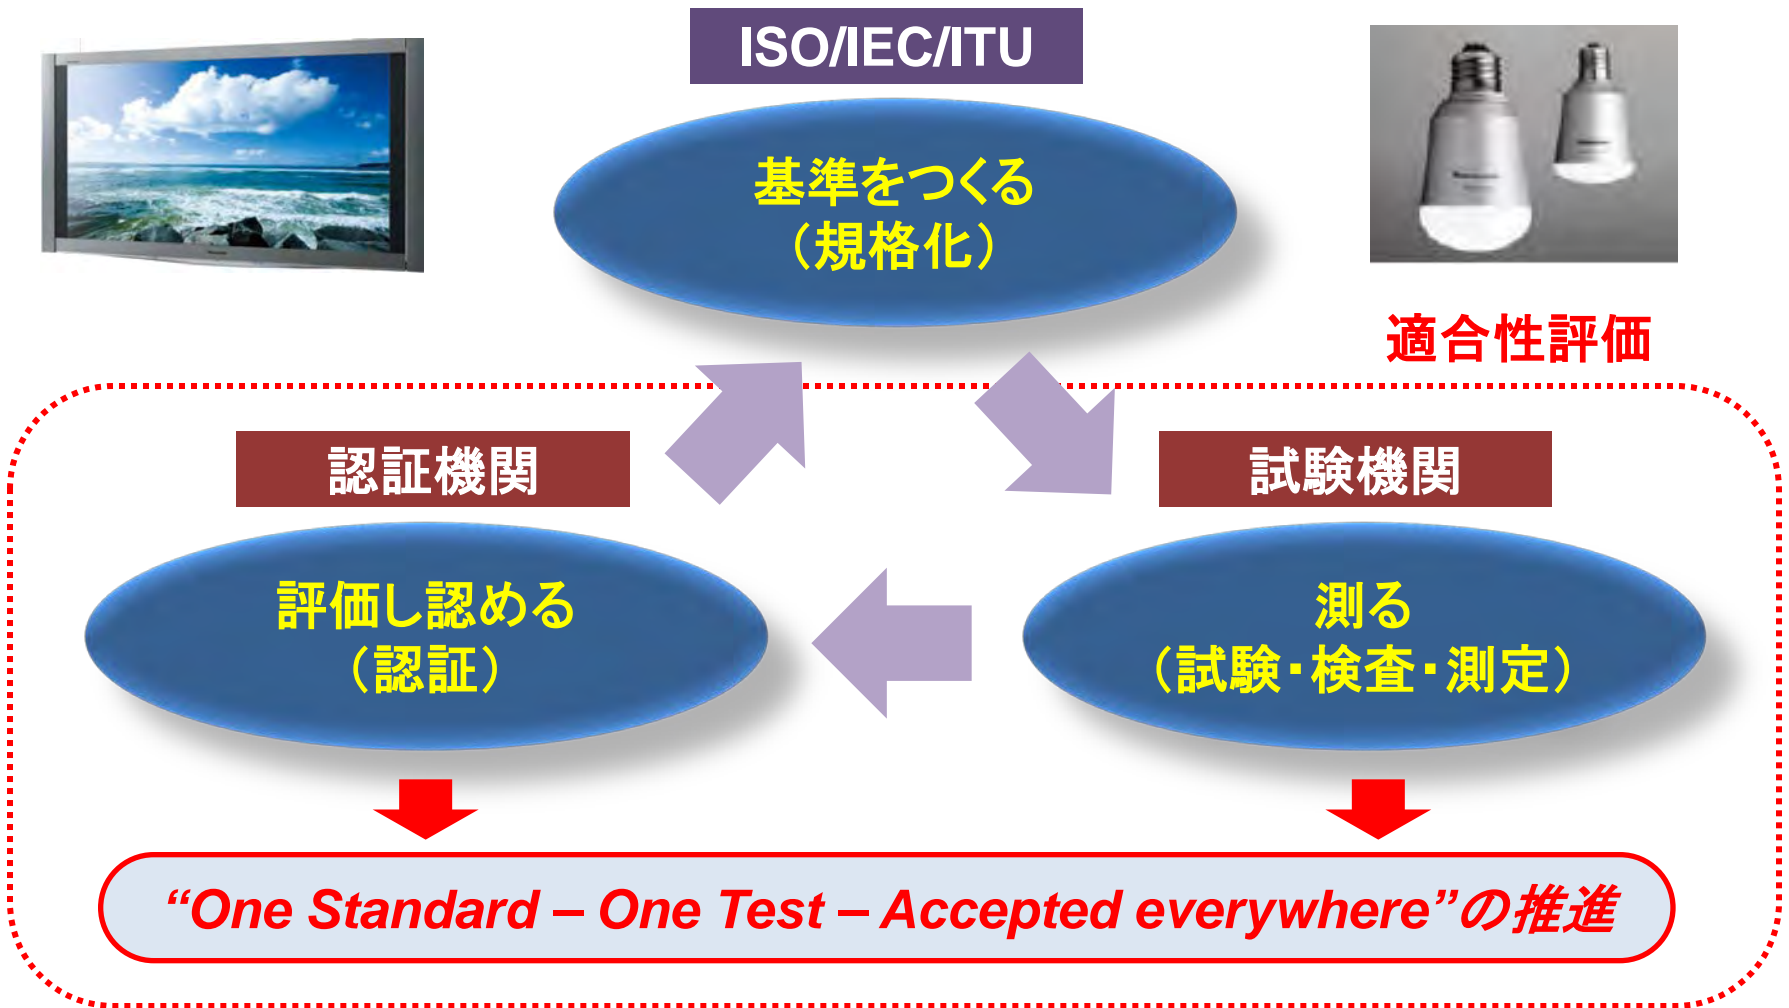 ISO/IEC/ITU
基準をつくる
（規格化）
適合性評価
認証機関
試験機関
評価し認める
（認証）
測る
（試験・検査・測定）
“One Standard – One Test – Accepted everywhere”の推進